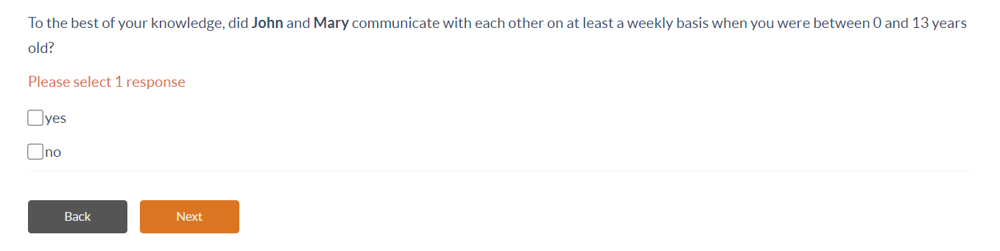 To the best of your knowledge, did John and Mary communicate with each other on at least a weekly basis when you were between 0 and 13 years
old?
Please select 1 response
yes
no
Back
Next